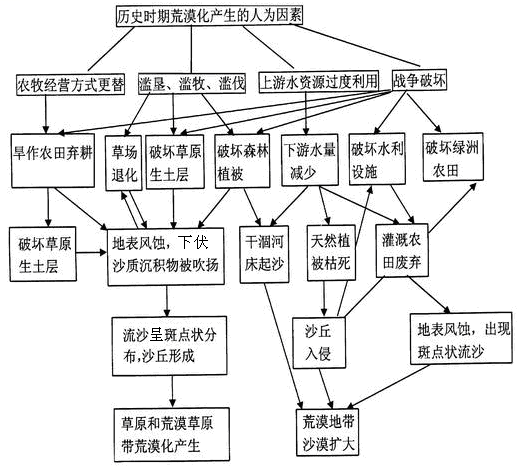 历史时期荒漠化产生的人为因素
农牧经营方式更替
滥垦、滥牧、滥伐
上游水资源过度利用
战争破坏
旱作农田弃耕
草场
退化
破坏草原
生土层
破坏森林
植被
下游水量
减少
破坏水利
设施
破坏绿洲
农田
破坏草原
生土层
地表风蚀，下伏
沙质沉积物被吹扬
干涸河
床起沙
天然植
被枯死
灌溉农
田废弃
流沙呈斑点状分
布,沙丘形成
沙丘
入侵
地表风蚀，出现
斑点状流沙
草原和荒漠草原
带荒漠化产生
荒漠地带
沙漠扩大